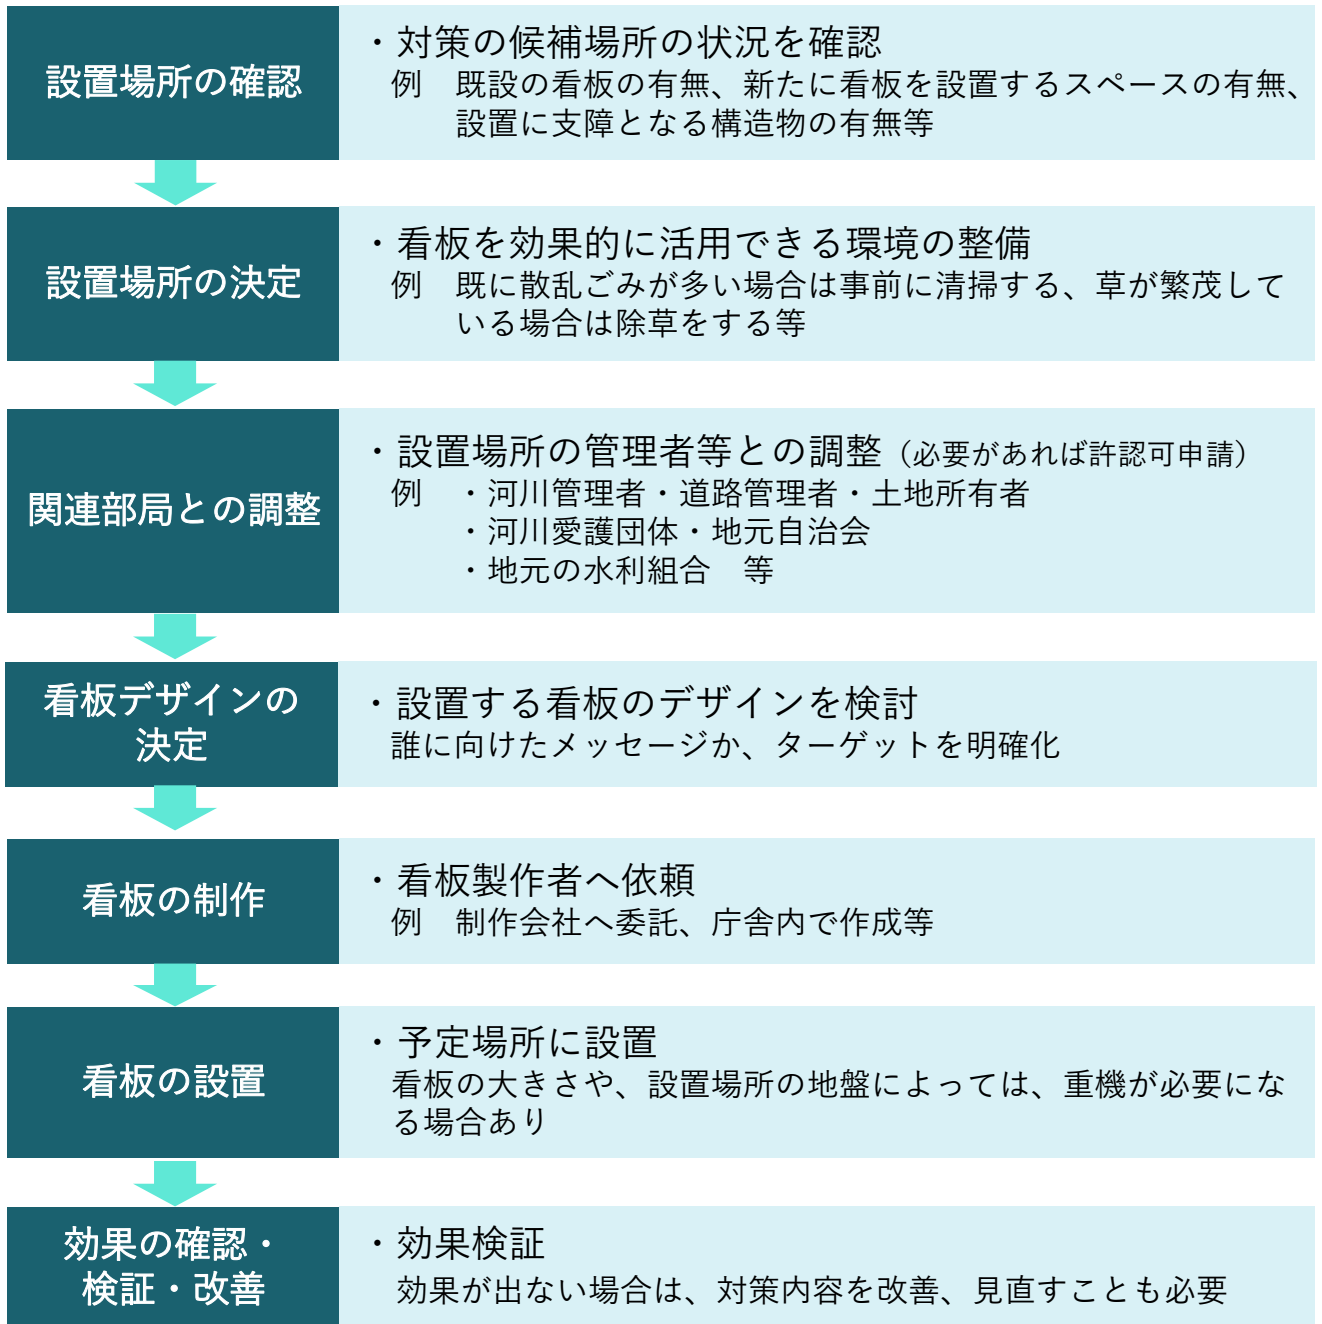 設置場所の確認
・対策の候補場所の状況を確認
例　既設の看板の有無、新たに看板を設置するスペースの有無、
設置に支障となる構造物の有無等
設置場所の決定
・看板を効果的に活用できる環境の整備
例　既に散乱ごみが多い場合は事前に清掃する、草が繁茂して
いる場合は除草をする等
関連部局との調整
・設置場所の管理者等との調整（必要があれば許認可申請）
例　・河川管理者・道路管理者・土地所有者
・河川愛護団体・地元自治会
・地元の水利組合　等
看板デザインの
決定
・設置する看板のデザインを検討
誰に向けたメッセージか、ターゲットを明確化
看板の制作
・看板製作者へ依頼
例　制作会社へ委託、庁舎内で作成等
看板の設置
・予定場所に設置
看板の大きさや、設置場所の地盤によっては、重機が必要にな
る場合あり
効果の確認・
検証・改善
・効果検証
効果が出ない場合は、対策内容を改善、見直すことも必要